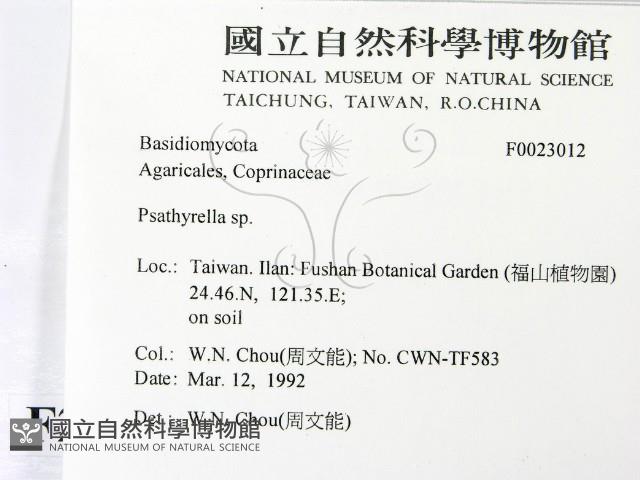 國立自然科學博物館
NATIONAL MUSEUM OF NATURAL SCIENCE
TAICHUNG, TAIWAN, R.O.CHINA
Basidiomycota F0023012
Agaricales, Coprinaceae
Psathyrella sp.
Loc.: Taiwan. Ilan: Fushan Botanical Garden (福山植物園)
24.46.N, 121.35.E;
on soil
Col.: W.N. Chou(周文能); No. CWN-TF583
Date: Mar. 12, 1992
Det.: W.N. Chou(周文能)
國立自然科學博物館
NATIONAL MUSEUM OF NATURAL SCIENCE